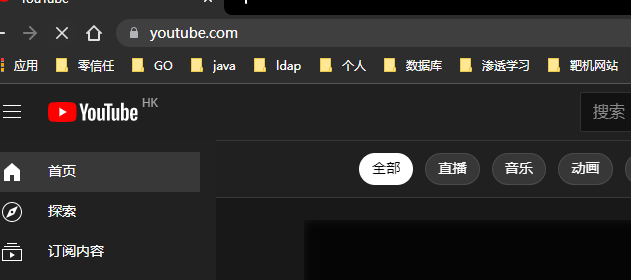 YouTube
youtube.com
应用 零信任 GO java ldap 个人 数据库 渗透学习 靶机网站
YouTube HK 搜索
全部 直播 音乐 动画
首页
探索
订阅内容